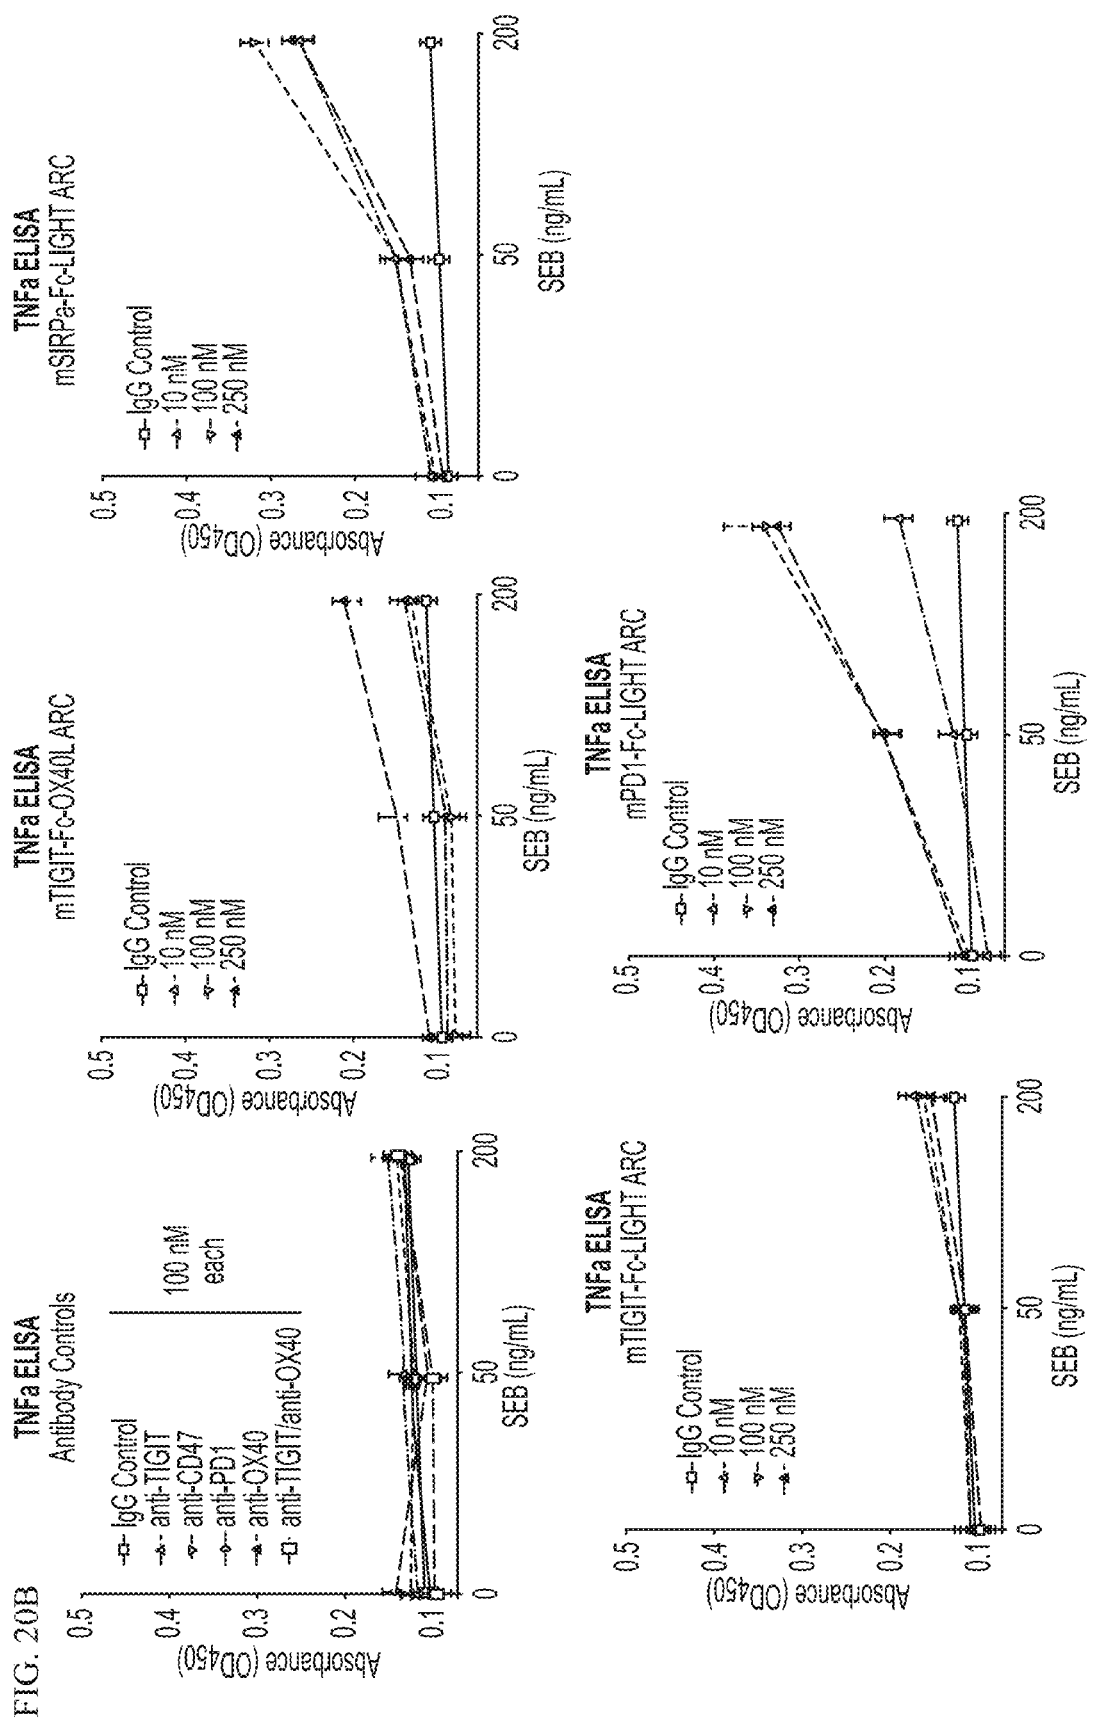 FIG. 20B
TNFa ELISA
Antibody Controls
IgG Control
anti-TIGIT
anti-CD47
anti-PD1
anti-OX40
anti-TIGIT/anti-OX40
100 nM
each
Absorbance (OD450)
0.5
0.4
0.3
0.2
0.1
0
50
200
SEB (ng/mL)
TNFa ELISA
mTIGIT-Fc-OX40L ARC
IgG Control
10 nM
100 nM
250 nM
Absorbance (OD450)
0.5
0.4
0.3
0.2
0.1
0
50
200
SEB (ng/mL)
TNFa ELISA
mSIRPa-Fc-LIGHT ARC
IgG Control
10 nM
100 nM
250 nM
Absorbance (OD450)
0.5
0.4
0.3
0.2
0.1
0
50
200
SEB (ng/mL)
TNFa ELISA
mTIGIT-Fc-LIGHT ARC
IgG Control
10 nM
100 nM
250 nM
Absorbance (OD450)
0.5
0.4
0.3
0.2
0.1
0
50
200
SEB (ng/mL)
TNFa ELISA
mPD1-Fc-LIGHT ARC
IgG Control
10 nM
100 nM
250 nM
Absorbance (OD450)
0.5
0.4
0.3
0.2
0.1
0
50
200
SEB (ng/mL)